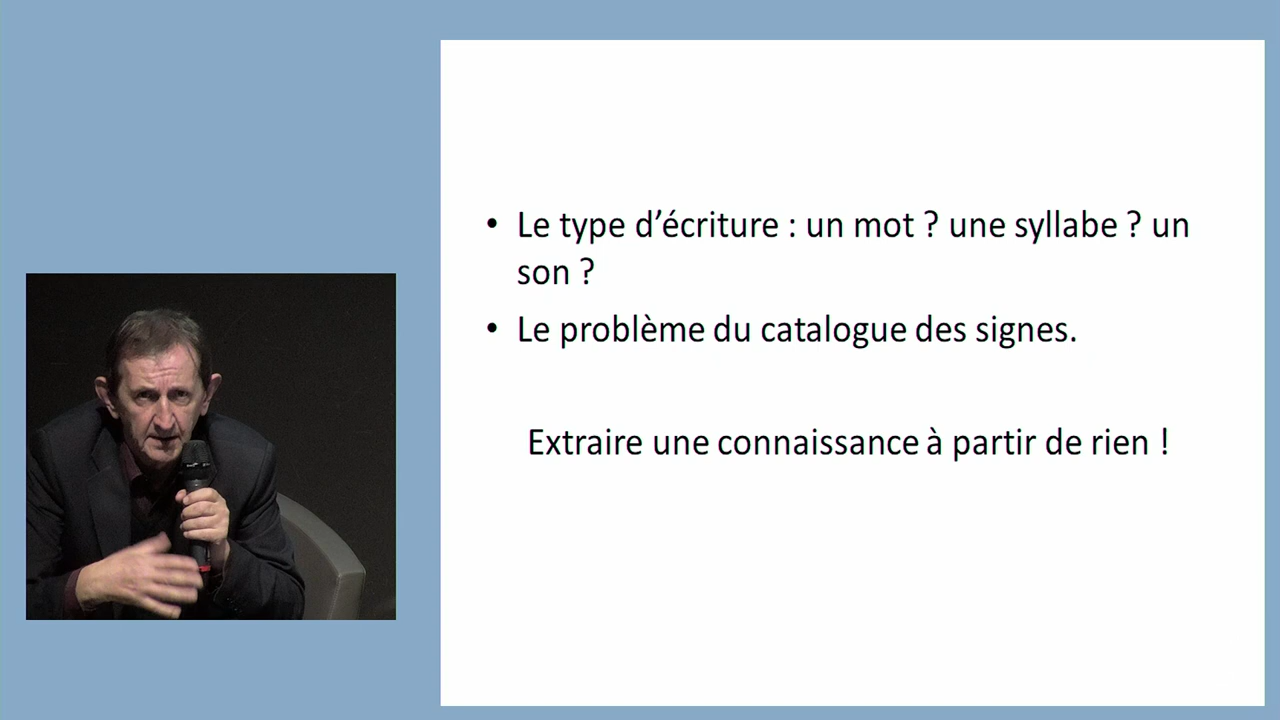 • Le type d’écriture : un mot ? une syllabe ? un
son ?
• Le problème du catalogue des signes.
Extraire une connaissance à partir de rien !